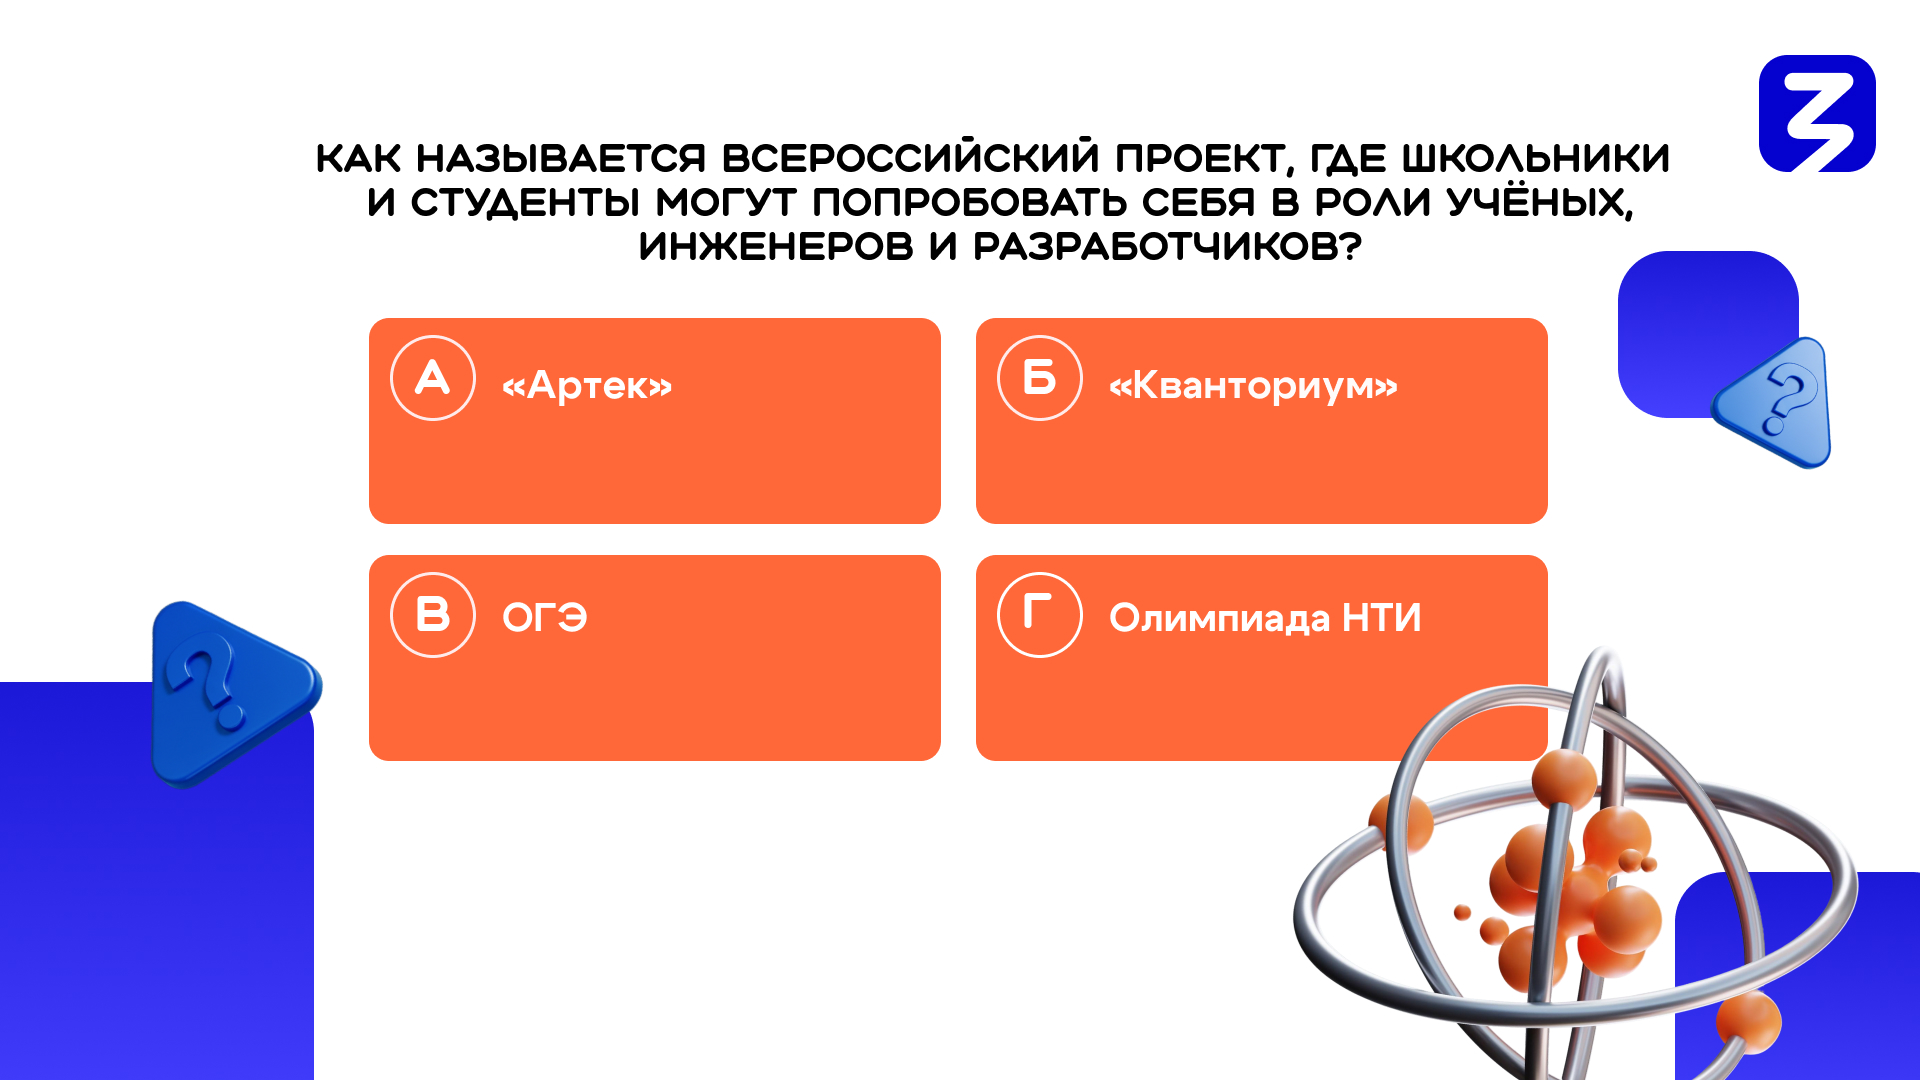 КАК НАЗЫВАЕТСЯ ВСЕРОССИЙСКИЙ ПРОЕКТ, ГДЕ ШКОЛЬНИКИ
И СТУДЕНТЫ МОГУТ ПОПРОБОВАТЬ СЕБЯ В РОЛИ УЧЁНЫХ,
ИНЖЕНЕРОВ И РАЗРАБОТЧИКОВ?
А «Артек»
Б «Кванториум»
В ОГЭ
Г Олимпиада НТИ
?
?